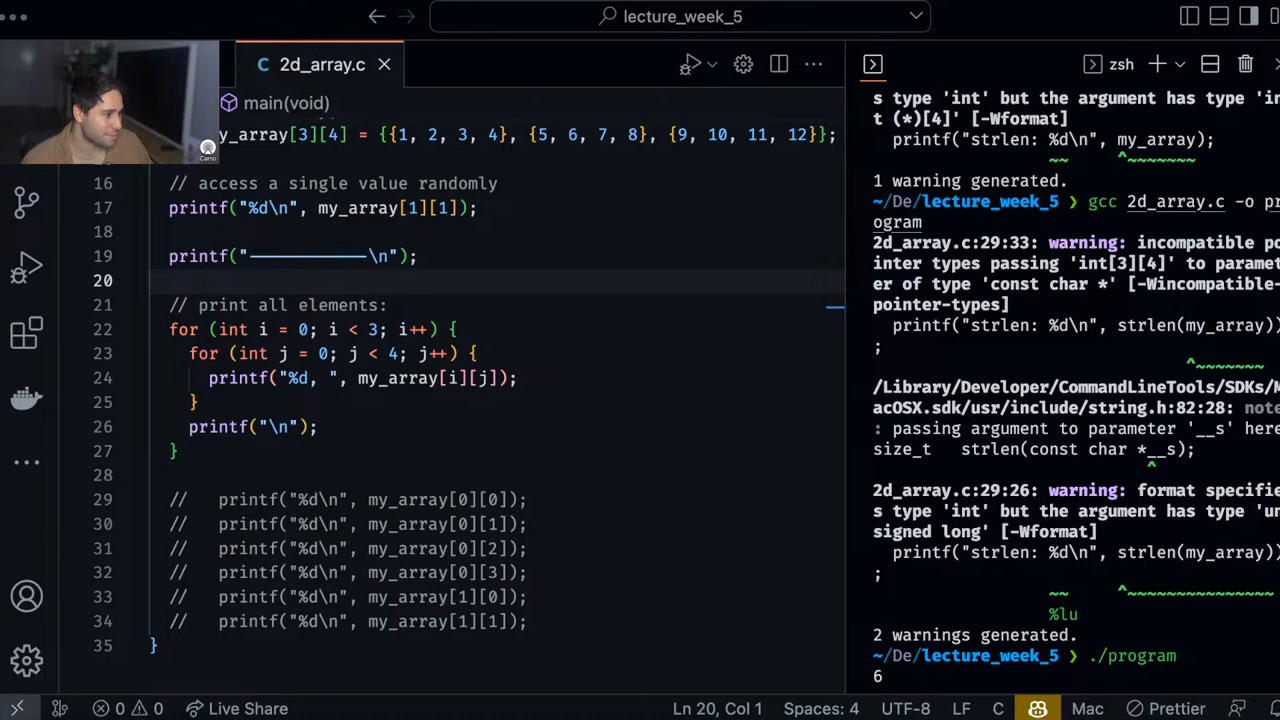 lecture_week_5
2d_array.c
main(void)
y_array[3][4] = {{1, 2, 3, 4}, {5, 6, 7, 8}, {9, 10, 11, 12}};
16 // access a single value randomly
17 printf("%d\n", my_array[1][1]);
18
19 printf("——————————\n");
20
21 // print all elements:
22 for (int i = 0; i < 3; i++) {
23 for (int j = 0; j < 4; j++) {
24 printf("%d, ", my_array[i][j]);
25 }
26 printf("\n");
27 }
28
29 // printf("%d\n", my_array[0][0]);
30 // printf("%d\n", my_array[0][1]);
31 // printf("%d\n", my_array[0][2]);
32 // printf("%d\n", my_array[0][3]);
33 // printf("%d\n", my_array[1][0]);
34 // printf("%d\n", my_array[1][1]);
35 }
Camo
zsh
s type 'int' but the argument has type 'in
t (*)[4]' [-Wformat]
printf("strlen: %d\n", my_array);
~~ ^~~~~~~~
1 warning generated.
~/De/lecture_week_5 ❯ gcc 2d_array.c -o pr
ogram
2d_array.c:29:33: warning: incompatible po
inter types passing 'int[3][4]' to paramet
er of type 'const char *' [-Wincompatible-
pointer-types]
printf("strlen: %d\n", strlen(my_array))
;
^~~~~~~~
/Library/Developer/CommandLineTools/SDKs/M
acOSX.sdk/usr/include/string.h:82:28: note
: passing argument to parameter '__s' here
size_t strlen(const char *__s);
^
2d_array.c:29:26: warning: format specifie
s type 'int' but the argument has type 'un
signed long' [-Wformat]
printf("strlen: %d\n", strlen(my_array))
;
~~ ^~~~~~~~~~~~~~~~
%lu
2 warnings generated.
~/De/lecture_week_5 ❯ ./program
6
0 0 Live Share Ln 20, Col 1 Spaces: 4 UTF-8 LF C Mac Prettier